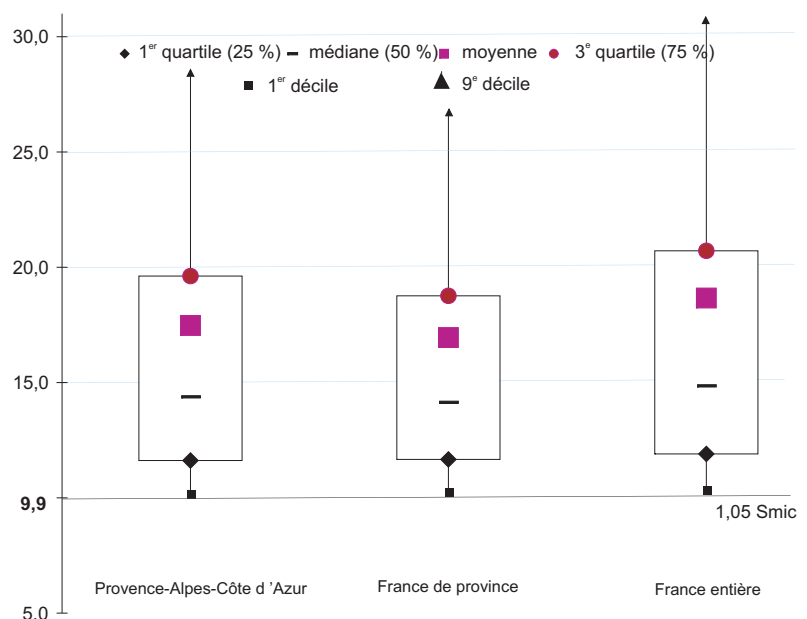 30,0
1er quartile (25 %) médiane (50 %) moyenne 3e quartile (75 %)
1er décile 9e décile
25,0
20,0
15,0
9,9
1,05 Smic
Provence-Alpes-Côte d 'Azur France de province France entière
5,0